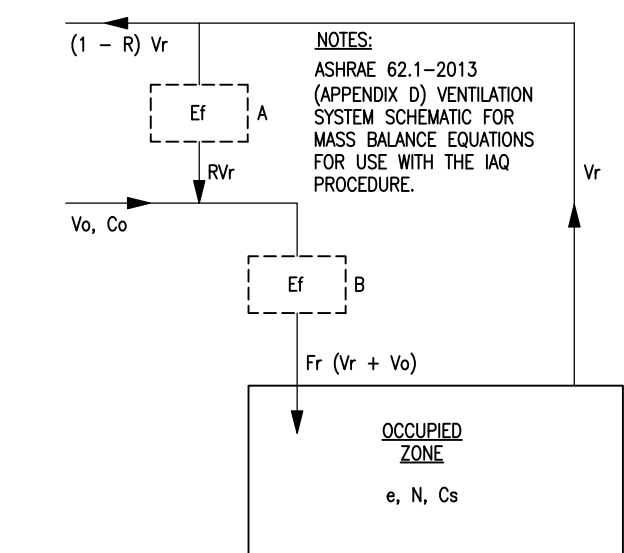 (1 - R) Vr
NOTES:
ASHRAE 62.1-2013
(APPENDIX D) VENTILATION
SYSTEM SCHEMATIC FOR
MASS BALANCE EQUATIONS
FOR USE WITH THE IAQ
PROCEDURE.
Ef
A
RVr
Vr
Vo, Co
Ef
B
Fr (Vr + Vo)
OCCUPIED
ZONE
e, N, Cs